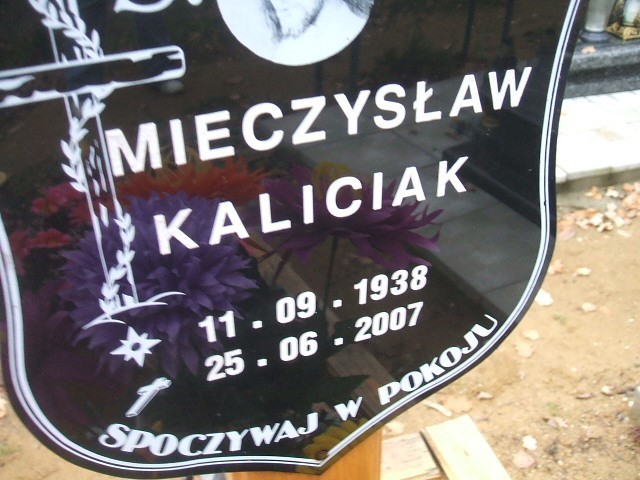 MIECZYSŁAW
KALICIAK
11 . 09 . 1938
25 . 06 . 2007
SPOCZYWAJ W POKOJU